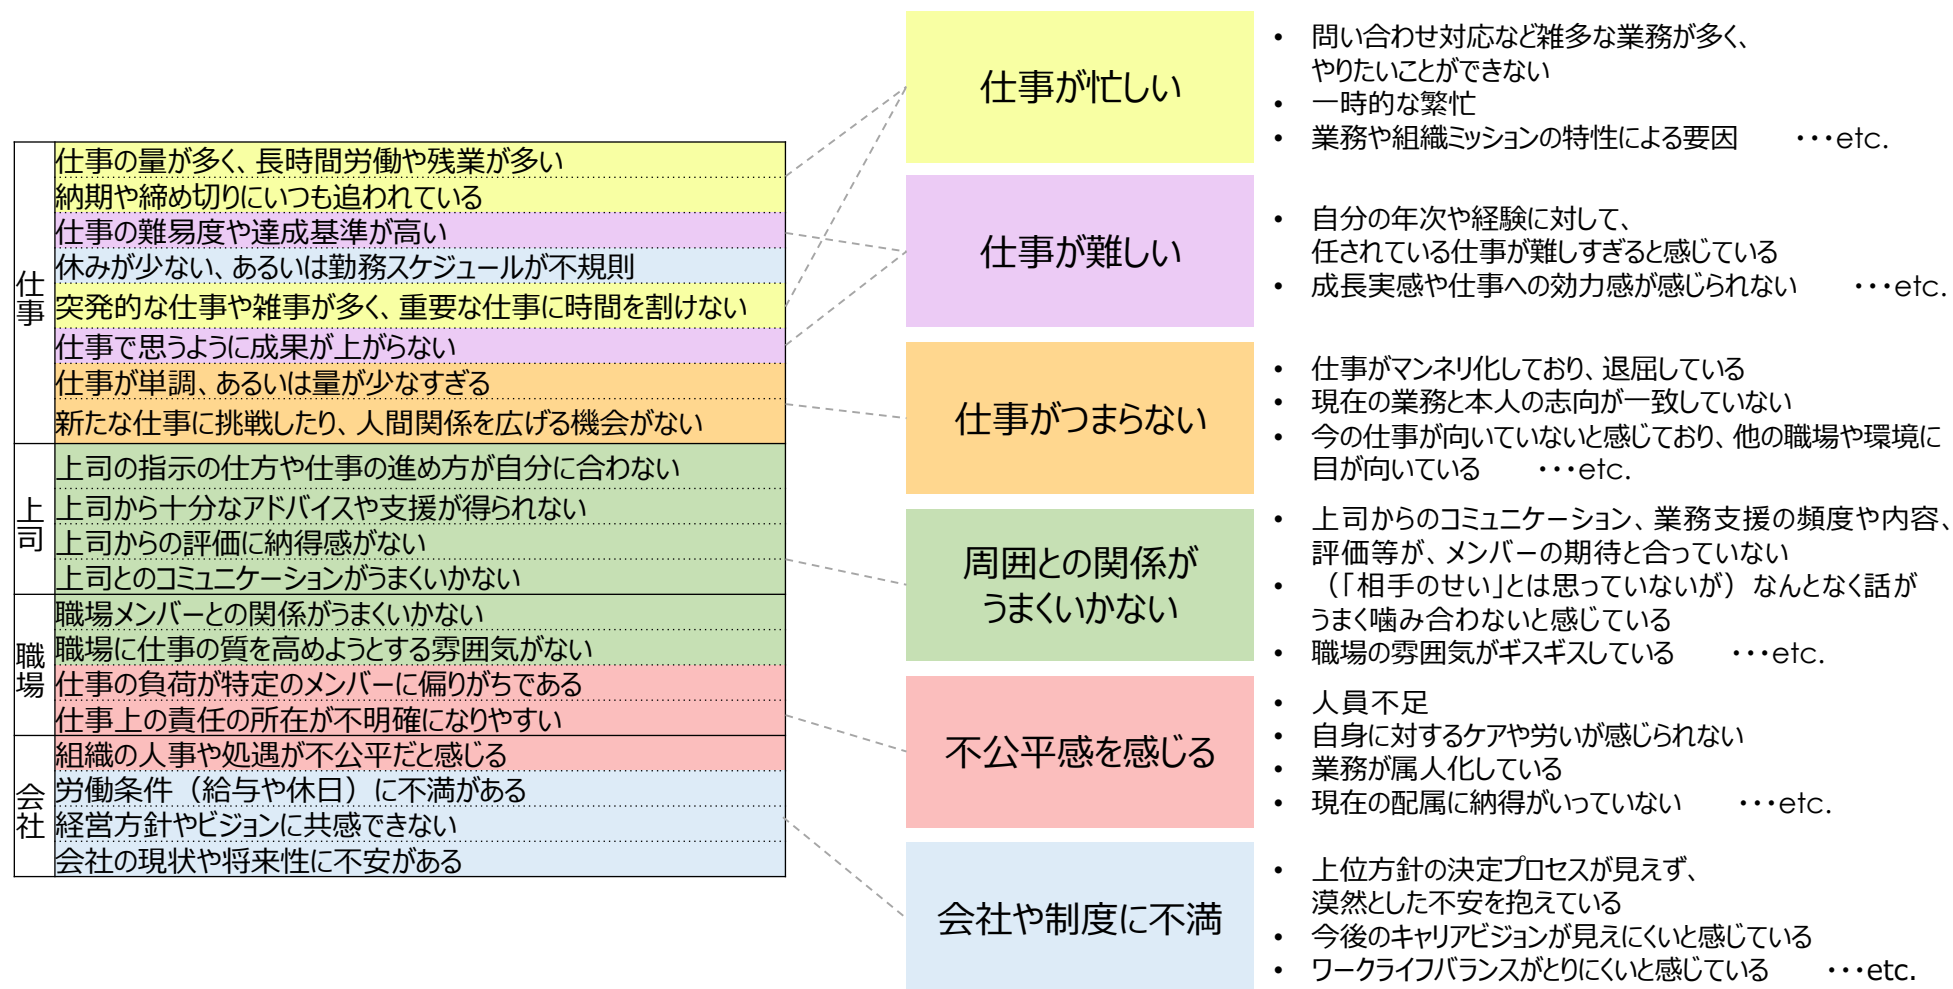 仕事
仕事の量が多く、長時間労働や残業が多い
納期や締め切りにいつも追われている
仕事の難易度や達成基準が高い
休みが少ない、あるいは勤務スケジュールが不規則
突発的な仕事や雑事が多く、重要な仕事に時間を割けない
仕事で思うように成果が上がらない
仕事が単調、あるいは量が少なすぎる
新たな仕事に挑戦したり、人間関係を広げる機会がない
上司
上司の指示の仕方や仕事の進め方が自分に合わない
上司から十分なアドバイスや支援が得られない
上司からの評価に納得感がない
上司とのコミュニケーションがうまくいかない
職場
職場メンバーとの関係がうまくいかない
職場に仕事の質を高めようとする雰囲気がない
仕事の負荷が特定のメンバーに偏りがちである
仕事上の責任の所在が不明確になりやすい
会社
組織の人事や処遇が不公平だと感じる
労働条件（給与や休日）に不満がある
経営方針やビジョンに共感できない
会社の現状や将来性に不安がある
仕事が忙しい
• 問い合わせ対応など雑多な業務が多く、
やりたいことができない
• 一時的な繁忙
• 業務や組織ミッションの特性による要因 ・・・etc.
仕事が難しい
• 自分の年次や経験に対して、
任されている仕事が難しすぎると感じている
• 成長実感や仕事への効力感が感じられない ・・・etc.
仕事がつまらない
• 仕事がマンネリ化しており、退屈している
• 現在の業務と本人の志向が一致していない
• 今の仕事が向いていないと感じており、他の職場や環境に
目が向いている ・・・etc.
周囲との関係が
うまくいかない
• 上司からのコミュニケーション、業務支援の頻度や内容、
評価等が、メンバーの期待と合っていない
• （「相手のせい」とは思っていないが）なんとなく話が
うまく噛み合わないと感じている
• 職場の雰囲気がギスギスしている ・・・etc.
不公平感を感じる
• 人員不足
• 自身に対するケアや労いが感じられない
• 業務が属人化している
• 現在の配属に納得がいっていない ・・・etc.
会社や制度に不満
• 上位方針の決定プロセスが見えず、
漠然とした不安を抱えている
• 今後のキャリアビジョンが見えにくいと感じている
• ワークライフバランスがとりにくいと感じている ・・・etc.